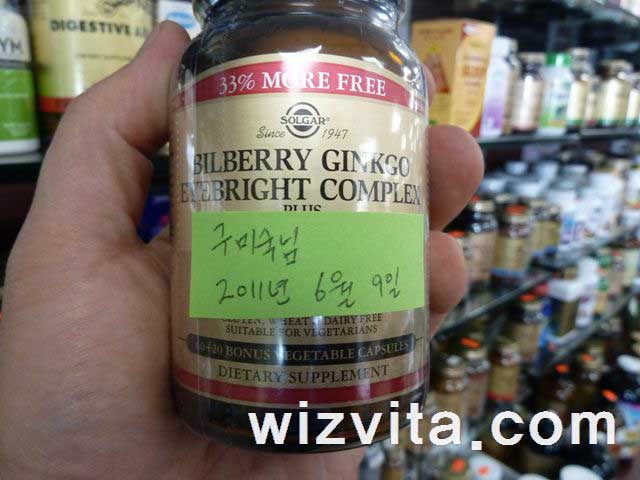 DIGESTIVE
33% MORE FREE
SOLGAR®
Since 1947
BILBERRY GINKGO
EYEBRIGHT COMPLEX
PLUS
구미숙님
2011년 6월 9일
GLUTEN, WHEAT & DAIRY FREE
SUITABLE FOR VEGETARIANS
60+20 BONUS VEGETABLE CAPSULES
DIETARY SUPPLEMENT
wizvita.com